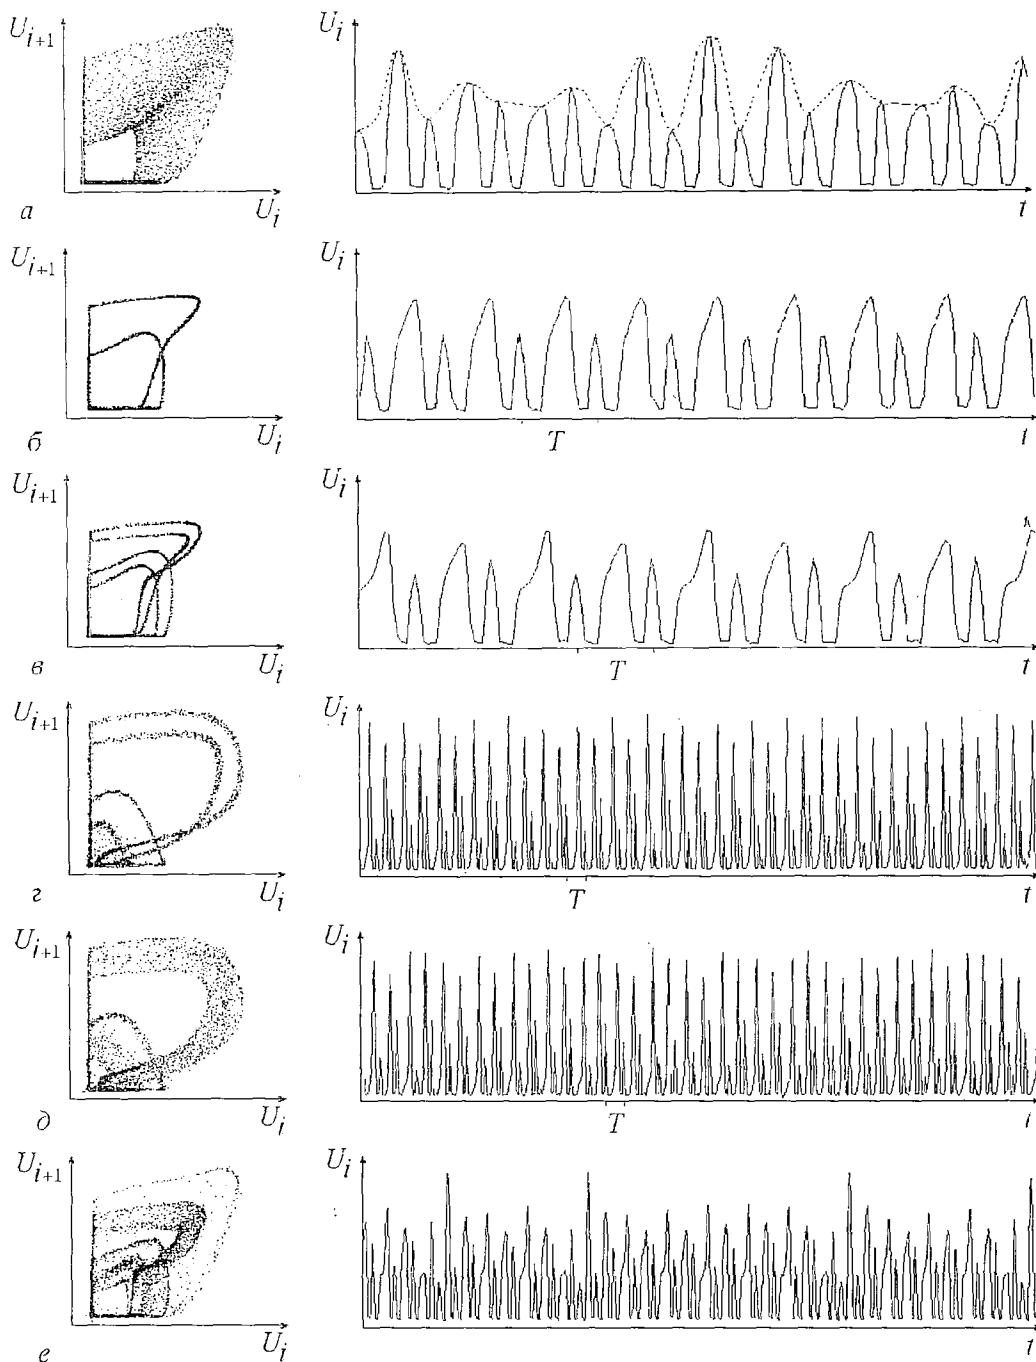 U_{i+1}
U_i
U_i
t
а
U_{i+1}
U_i
U_i
T
t
б
U_{i+1}
U_i
U_i
T
t
в
U_{i+1}
U_i
U_i
T
t
г
U_{i+1}
U_i
U_i
T
t
д
U_{i+1}
U_i
U_i
t
е